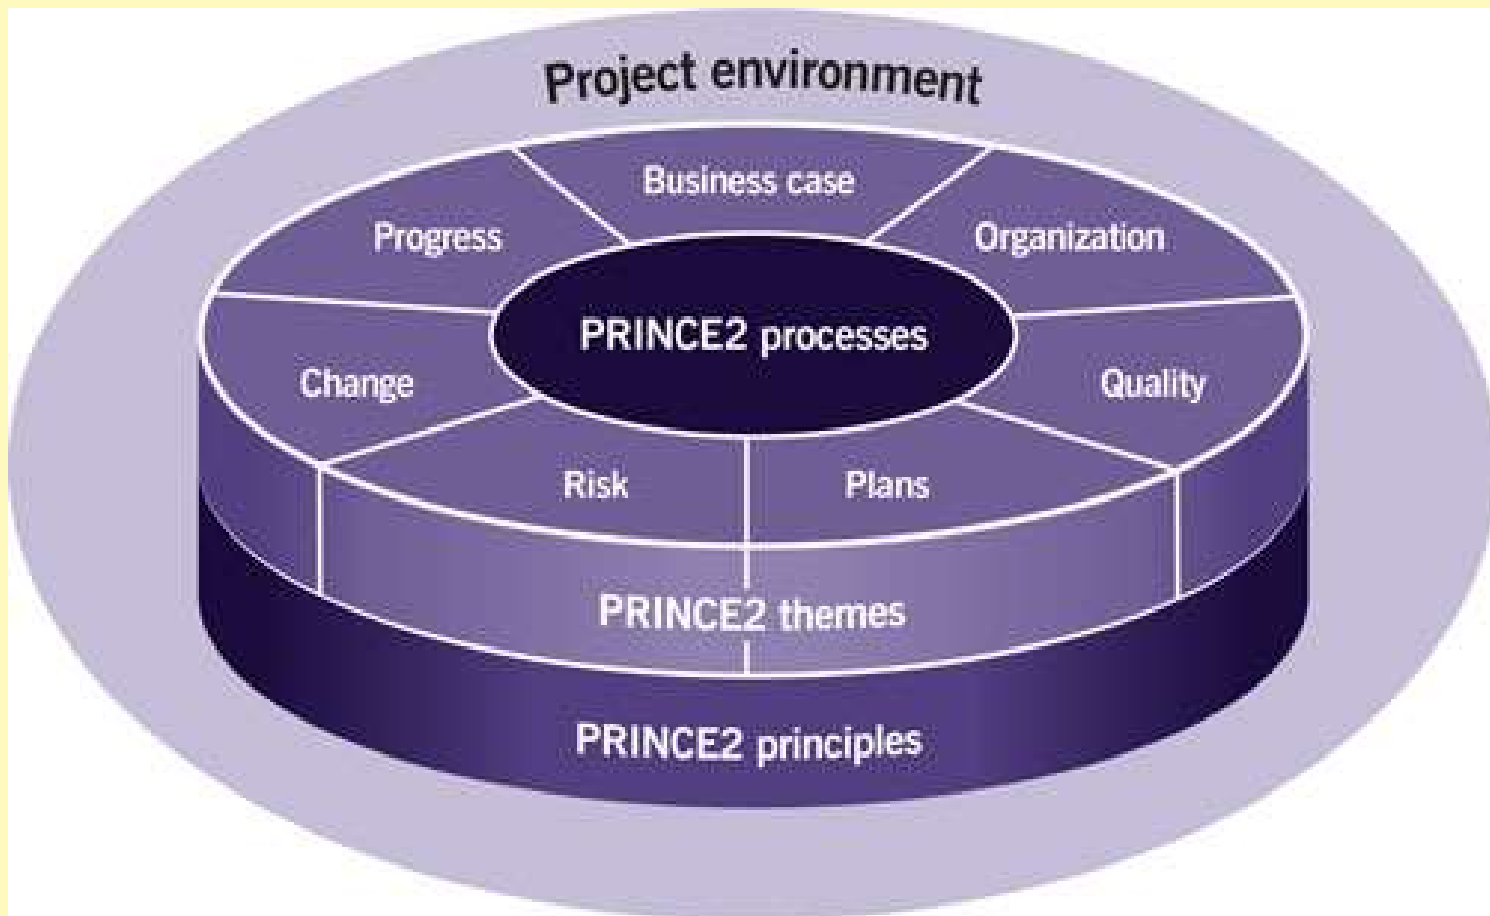 Project environment
Business case
Progress
Organization
PRINCE2 processes
Change
Quality
Risk
Plans
PRINCE2 themes
PRINCE2 principles